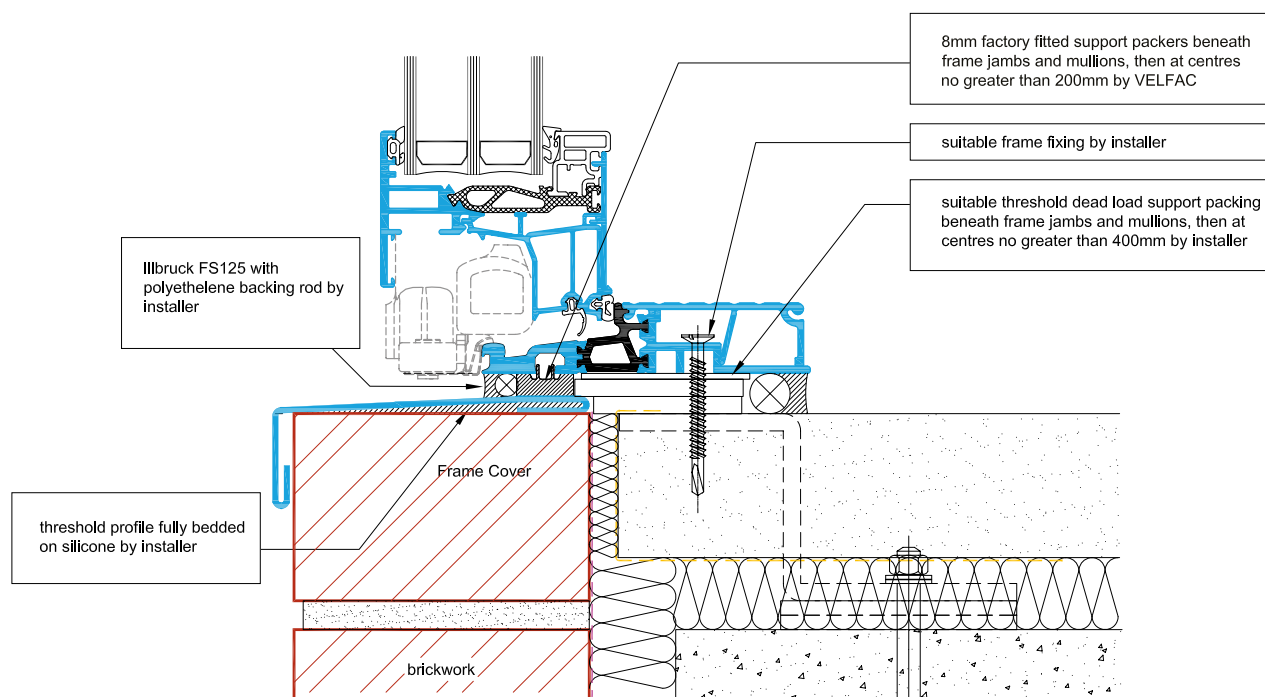 8mm factory fitted support packers beneath
frame jambs and mullions, then at centres
no greater than 200mm by VELFAC
suitable frame fixing by installer
suitable threshold dead load support packing
beneath frame jambs and mullions, then at
centres no greater than 400mm by installer
Illbruck FS125 with
polyethelene backing rod by
installer
Frame Cover
threshold profile fully bedded
on silicone by installer
brickwork